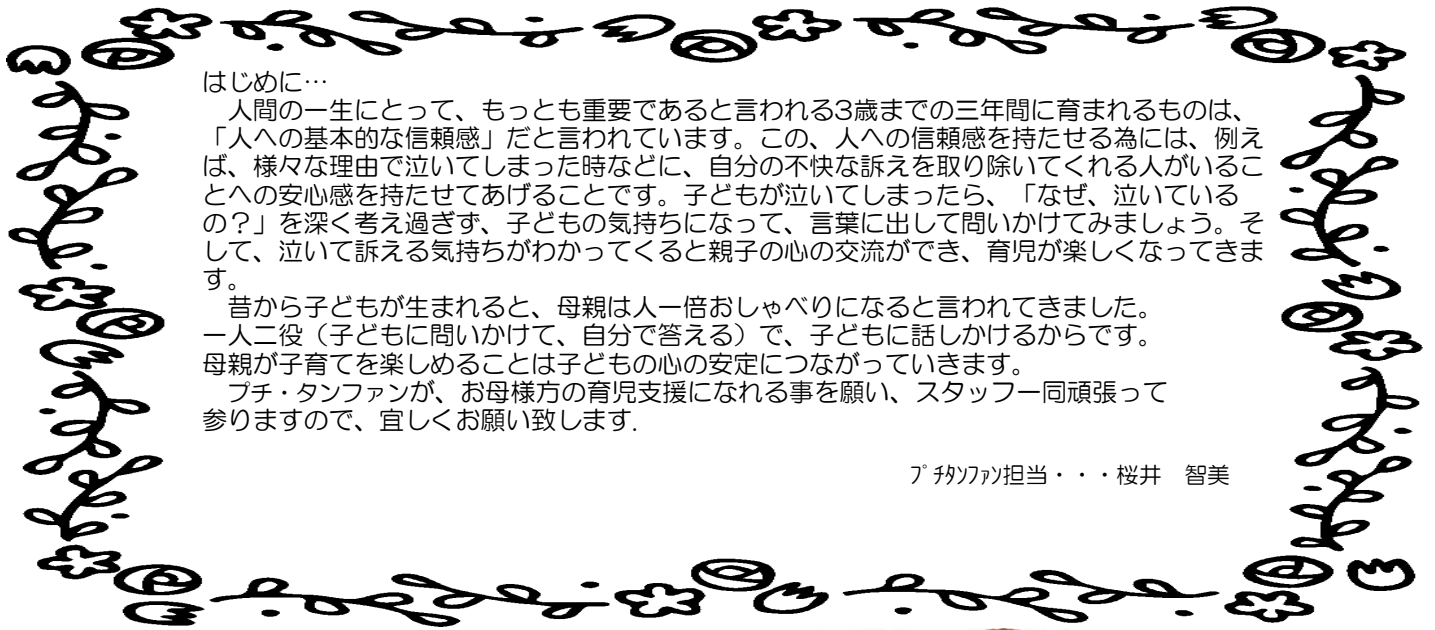 はじめに…
　人間の一生にとって、もっとも重要であると言われる3歳までの三年間に育まれるものは、
「人への基本的な信頼感」だと言われています。この、人への信頼感を持たせる為には、例え
ば、様々な理由で泣いてしまった時などに、自分の不快な訴えを取り除いてくれる人がいるこ
とへの安心感を持たせてあげることです。子どもが泣いてしまったら、「なぜ、泣いている
の？」を深く考え過ぎず、子どもの気持ちになって、言葉に出して問いかけてみましょう。そ
して、泣いて訴える気持ちがわかってくると親子の心の交流ができ、育児が楽しくなってきま
す。
　昔から子どもが生まれると、母親は人一倍おしゃべりになると言われてきました。
一人二役（子どもに問いかけて、自分で答える）で、子どもに話しかけるからです。
母親が子育てを楽しめることは子どもの心の安定につながっていきます。
　プチ・タンファンが、お母様方の育児支援になれる事を願い、スタッフ一同頑張って
参りますので、宜しくお願い致します.
ﾌﾟﾁﾀﾝﾌｧﾝ担当・・・桜井　智美